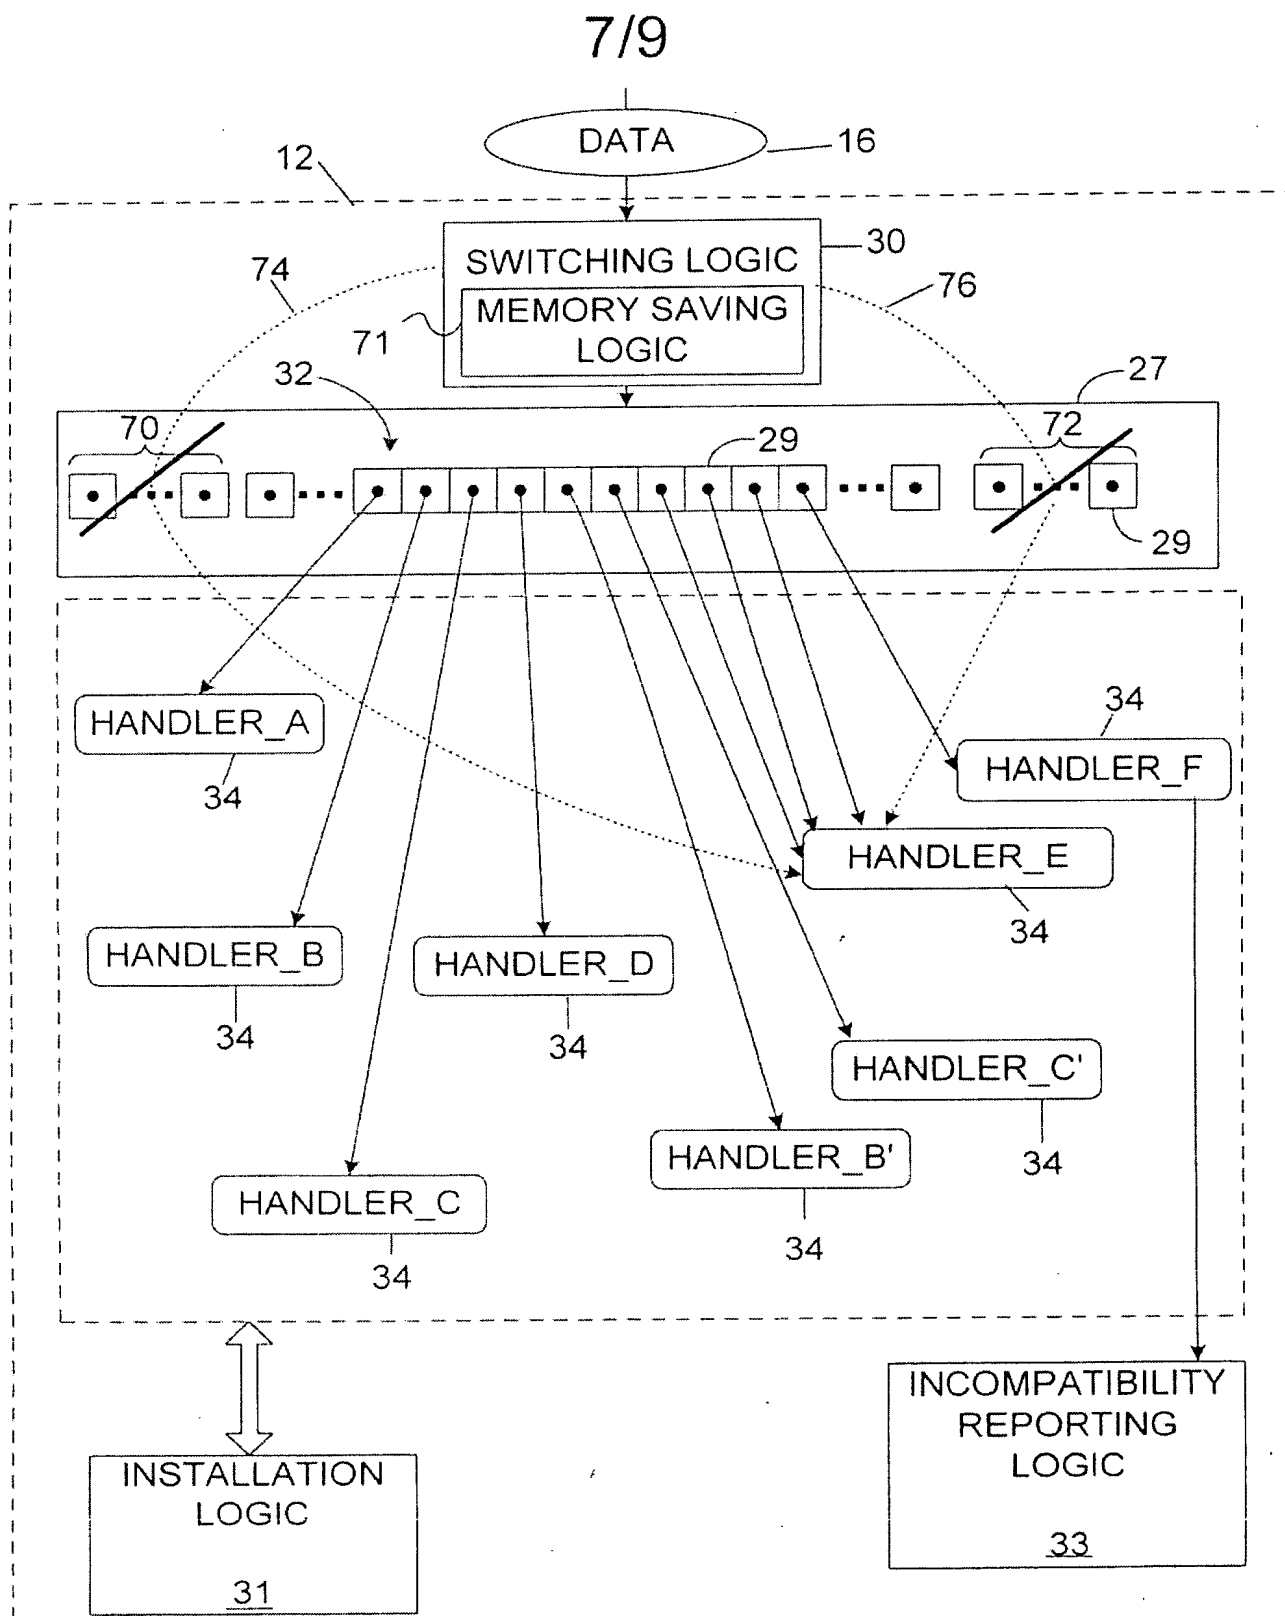 7/9
DATA
16
12
SWITCHING LOGIC
30
74
76
MEMORY SAVING
LOGIC
71
32
27
70
29
72
29
HANDLER_A
34
34
HANDLER_F
HANDLER_E
34
HANDLER_B
34
HANDLER_D
34
HANDLER_C'
34
HANDLER_B'
34
HANDLER_C
34
INSTALLATION
LOGIC
31
INCOMPATIBILITY
REPORTING
LOGIC
33